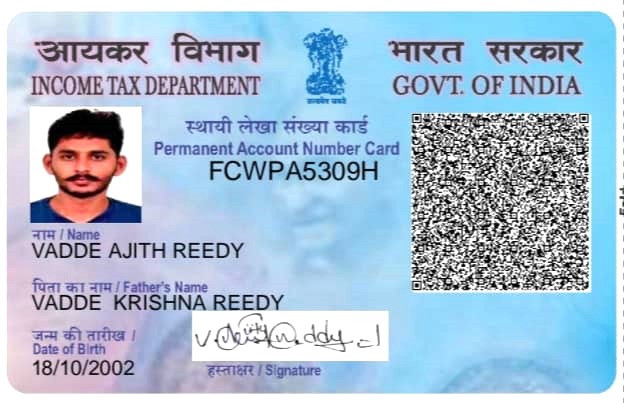 आयकर विभाग
INCOME TAX DEPARTMENT
सत्यमेव जयते
भारत सरकार
GOVT. OF INDIA
स्थायी लेखा संख्या कार्ड
Permanent Account Number Card
FCWPA5309H
नाम / Name
VADDE AJITH REEDY
पिता का नाम / Father's Name
VADDE KRISHNA REEDY
जन्म की तारीख /
Date of Birth
18/10/2002
हस्ताक्षर / Signature